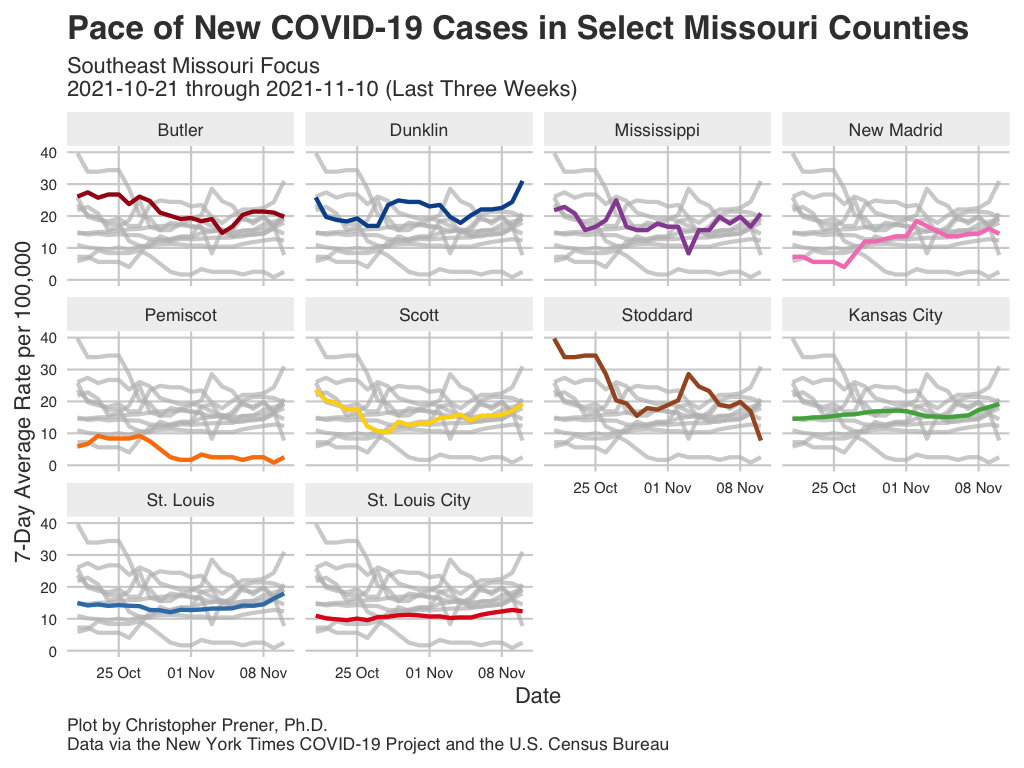 Pace of New COVID-19 Cases in Select Missouri Counties
Southeast Missouri Focus
2021-10-21 through 2021-11-10 (Last Three Weeks)
7-Day Average Rate per 100,000
Butler
Dunklin
Mississippi
New Madrid
40
30
20
10
0
Pemiscot
Scott
Stoddard
Kansas City
40
30
20
10
0
25 Oct
01 Nov
08 Nov
25 Oct
01 Nov
08 Nov
St. Louis
St. Louis City
40
30
20
10
0
25 Oct
01 Nov
08 Nov
25 Oct
01 Nov
08 Nov
Date
Plot by Christopher Prener, Ph.D.
Data via the New York Times COVID-19 Project and the U.S. Census Bureau